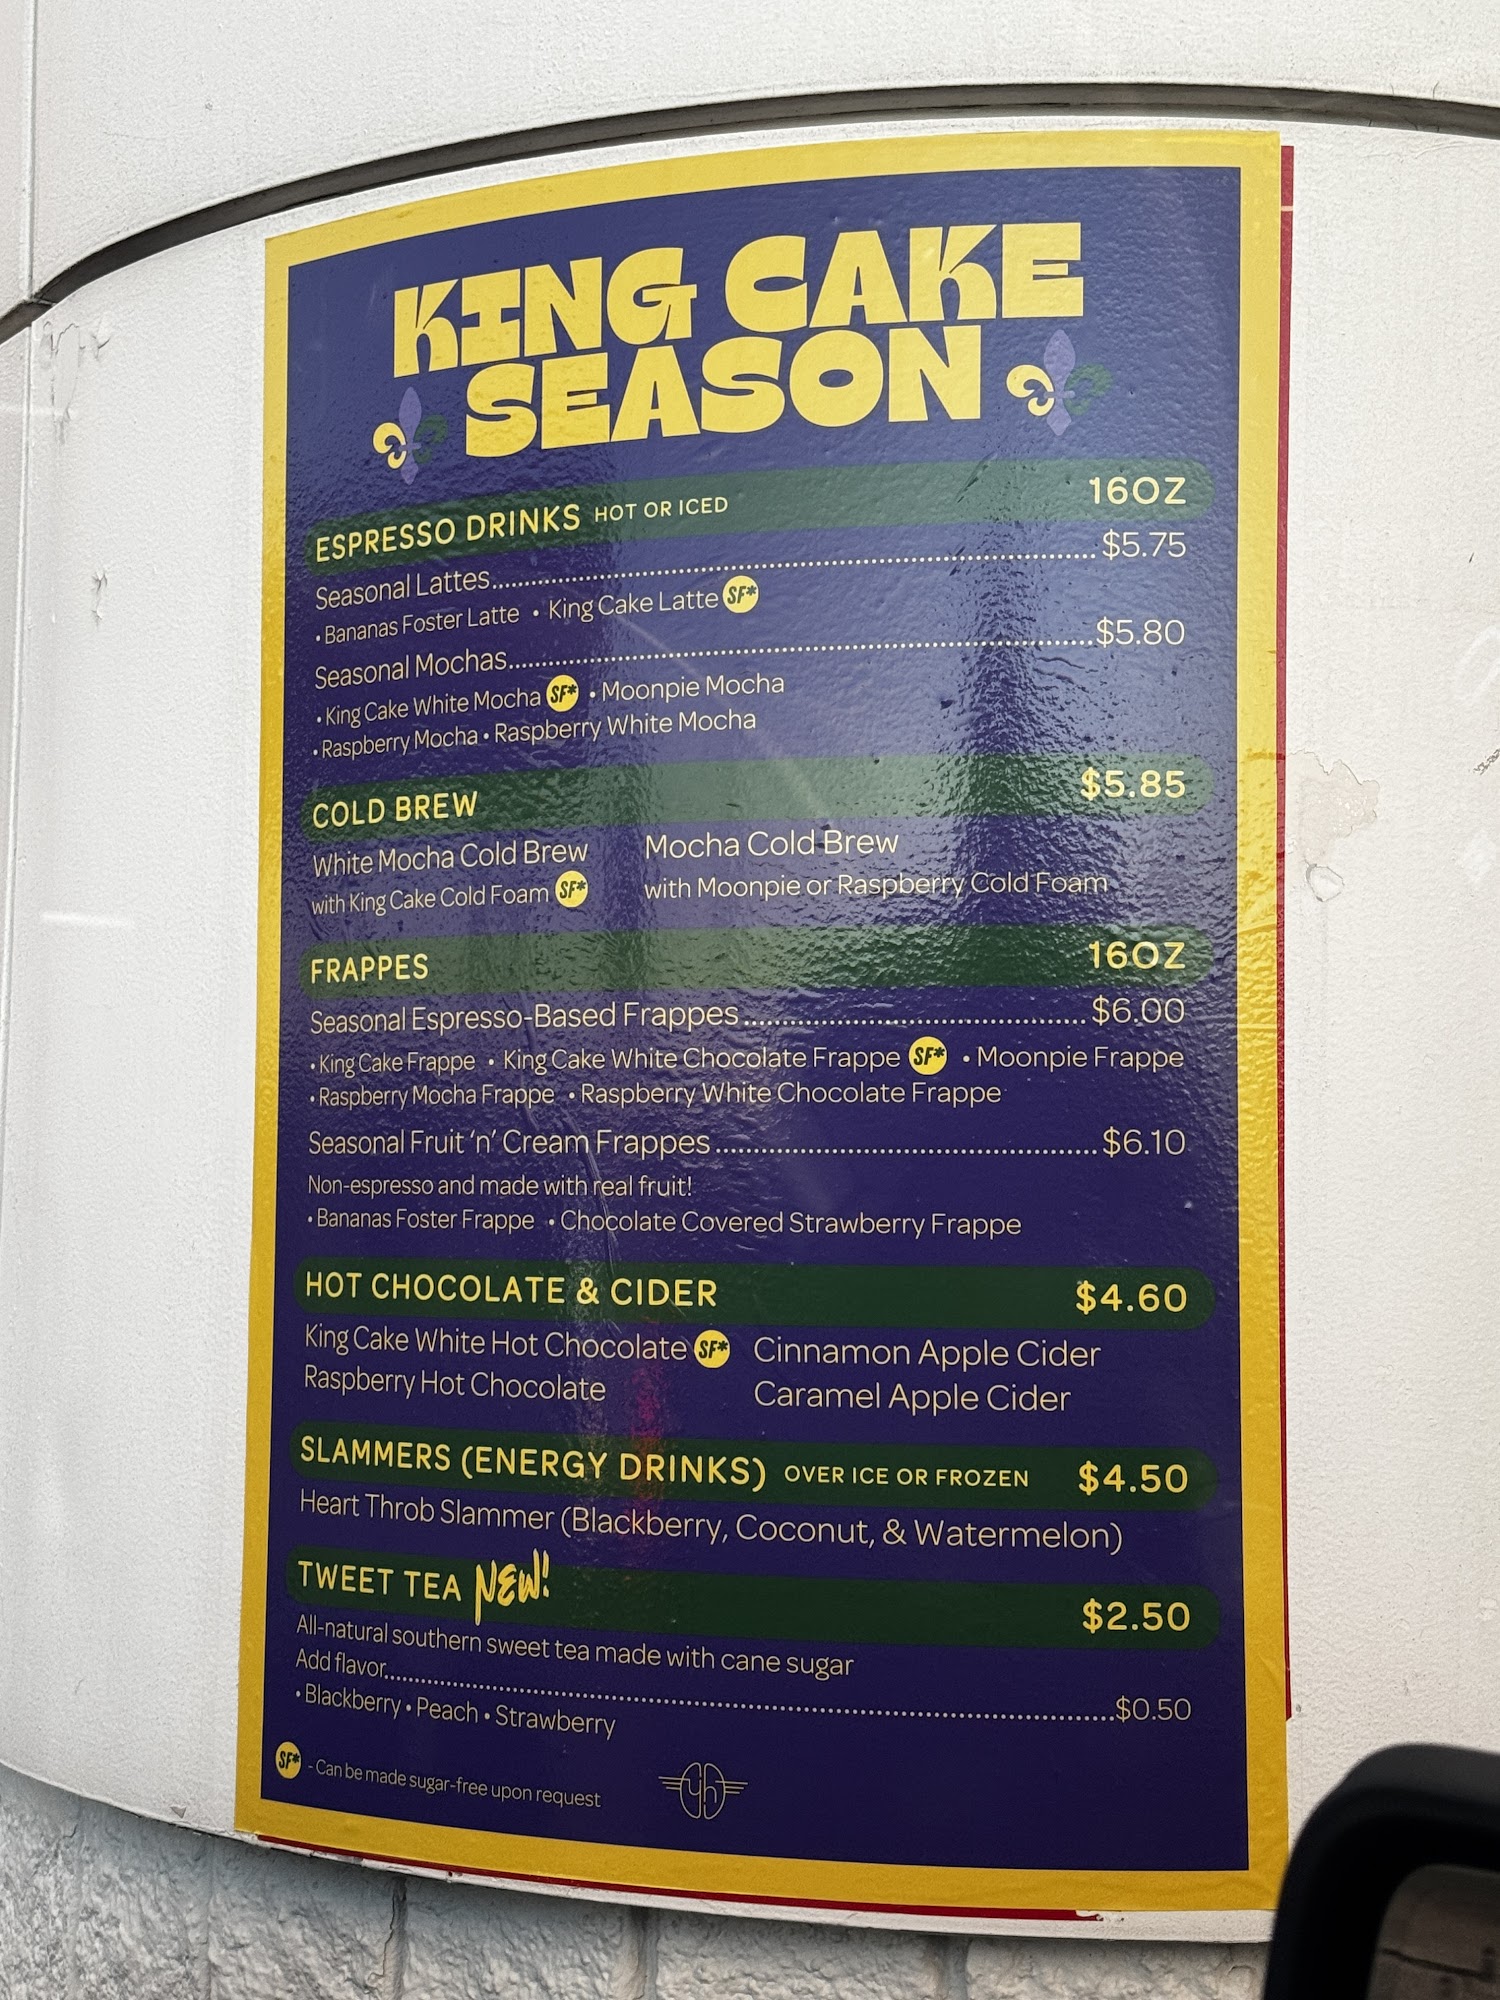 KING CAKE
SEASON
ESPRESSO DRINKS HOT OR ICED 16OZ
Seasonal Lattes........................................................$5.75
• Bananas Foster Latte • King Cake Latte SF*
Seasonal Mochas........................................................$5.80
• King Cake White Mocha SF* • Moonpie Mocha
• Raspberry Mocha • Raspberry White Mocha
COLD BREW $5.85
White Mocha Cold Brew
with King Cake Cold Foam SF*
Mocha Cold Brew
with Moonpie or Raspberry Cold Foam
FRAPPES 16OZ
Seasonal Espresso-Based Frappes........................................$6.00
• King Cake Frappe • King Cake White Chocolate Frappe SF* • Moonpie Frappe
• Raspberry Mocha Frappe • Raspberry White Chocolate Frappe
Seasonal Fruit ‘n’ Cream Frappes........................................$6.10
Non-espresso and made with real fruit!
• Bananas Foster Frappe • Chocolate Covered Strawberry Frappe
HOT CHOCOLATE & CIDER $4.60
King Cake White Hot Chocolate SF*
Raspberry Hot Chocolate
Cinnamon Apple Cider
Caramel Apple Cider
SLAMMERS (ENERGY DRINKS) OVER ICE OR FROZEN $4.50
Heart Throb Slammer (Blackberry, Coconut, & Watermelon)
TWEET TEA NEW! $2.50
All-natural southern sweet tea made with cane sugar
Add flavor........................................................$0.50
• Blackberry • Peach • Strawberry
SF* - Can be made sugar-free upon request
yh